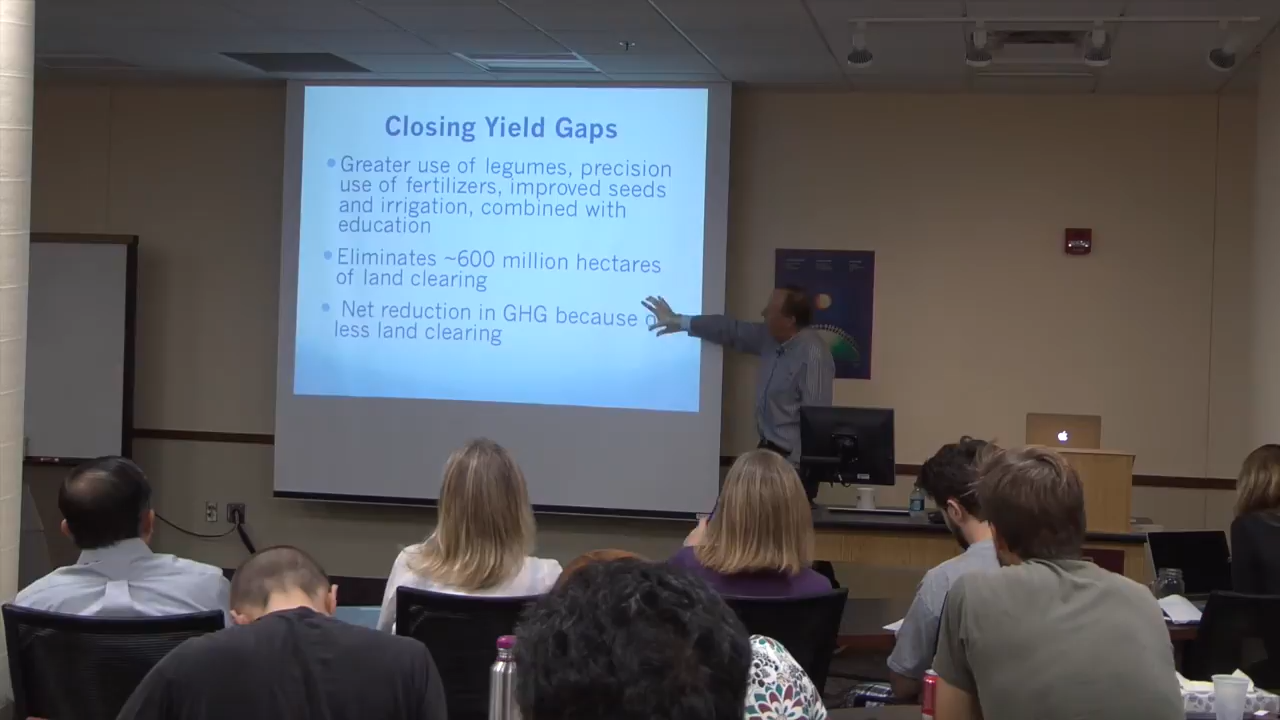 Closing Yield Gaps
• Greater use of legumes, precision
use of fertilizers, improved seeds
and irrigation, combined with
education
• Eliminates ~600 million hectares
of land clearing
• Net reduction in GHG because
less land clearing